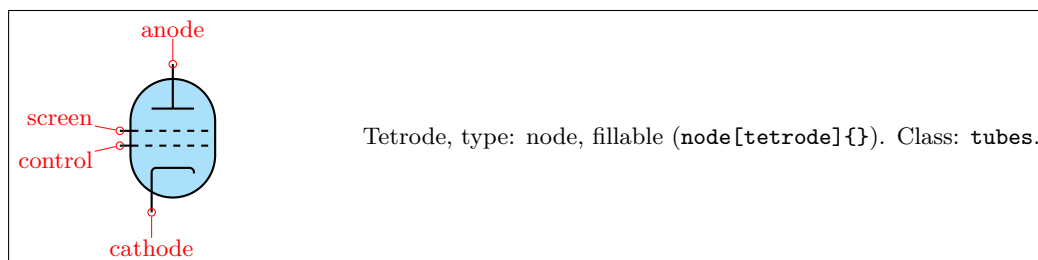 anode
screen
control
cathode
Tetrode, type: node, fillable (node[tetrode]{}). Class: tubes.